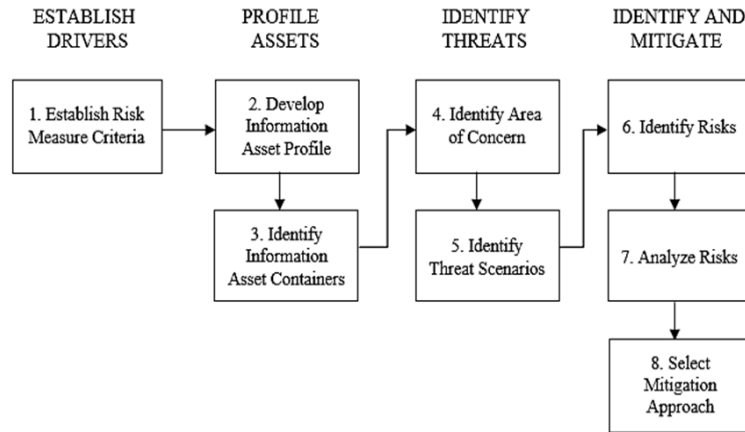 ESTABLISH
DRIVERS
PROFILE
ASSETS
IDENTIFY
THREATS
IDENTIFY AND
MITIGATE
1. Establish Risk
Measure Criteria
2. Develop
Information
Asset Profile
3. Identify
Information
Asset Containers
4. Identify Area
of Concern
5. Identify
Threat Scenarios
6. Identify Risks
7. Analyze Risks
8. Select
Mitigation
Approach